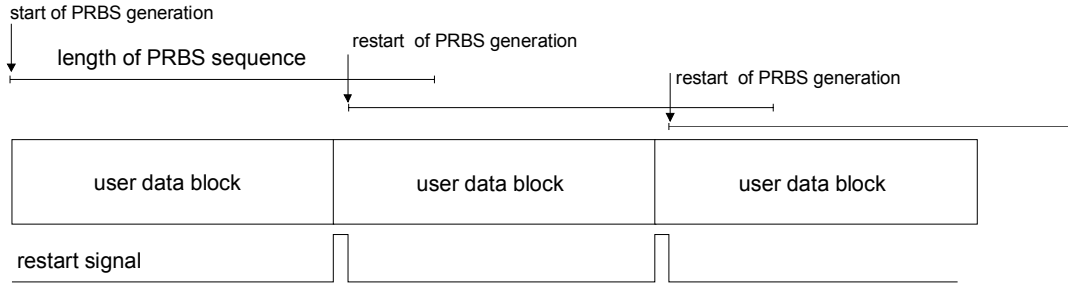 start of PRBS generation
restart of PRBS generation
length of PRBS sequence
restart of PRBS generation
user data block
user data block
user data block
restart signal